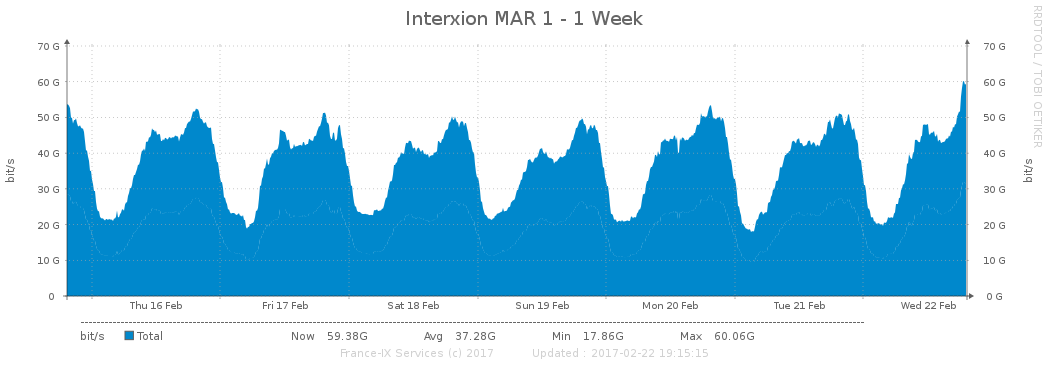 Interxion MAR 1 - 1 Week
RRDTOOL / TOBI OETIKER
70 G 70 G
60 G 60 G
50 G 50 G
40 G 40 G
30 G 30 G
20 G 20 G
10 G 10 G
0 0 G
bit/s bit/s
Thu 16 Feb Fri 17 Feb Sat 18 Feb Sun 19 Feb Mon 20 Feb Tue 21 Feb Wed 22 Feb
bit/s Total Now 59.38G Avg 37.28G Min 17.86G Max 60.06G
France-IX Services (c) 2017 Updated : 2017-02-22 19:15:15